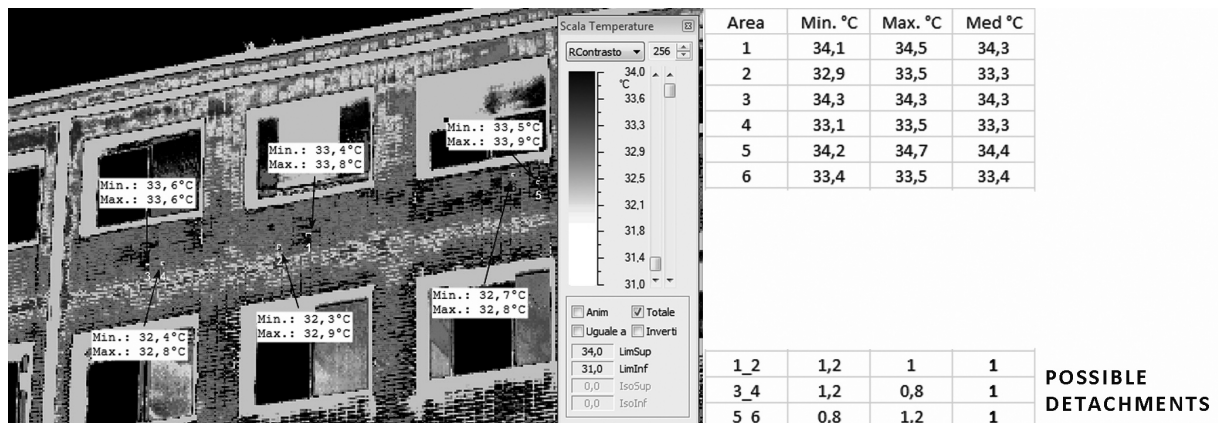 Min.: 33,6°C
Max.: 33,6°C
Min.: 33,4°C
Max.: 33,8°C
Min.: 33,5°C
Max.: 33,9°C
Min.: 32,4°C
Max.: 32,8°C
Min.: 32,3°C
Max.: 32,9°C
Min.: 32,7°C
Max.: 32,8°C
5
Scala Temperature
RContrasto 256
34.0
°C
33,6
33,3
32,9
32,5
32,1
31,8
31,4
31,0
Anim Totale
Uguale a Inverti
34,0 LimSup
31,0 LimInf
0,0 IsoSup
0,0 IsoInf
Area Min. °C Max. °C Med °C
1 34,1 34,5 34,3
2 32,9 33,5 33,3
3 34,3 34,3 34,3
4 33,1 33,5 33,3
5 34,2 34,7 34,4
6 33,4 33,5 33,4
1_2 1,2 1 1
3_4 1,2 0,8 1
5_6 0,8 1,2 1
POSSIBLE
DETACHMENTS